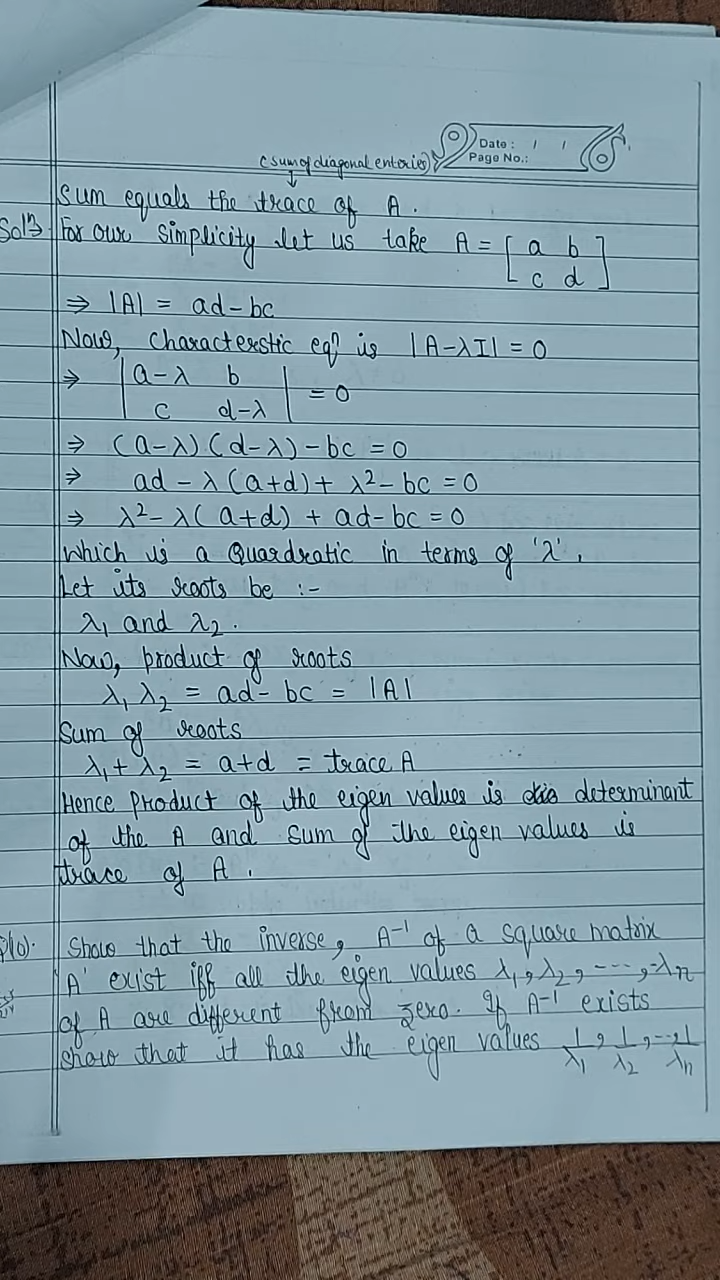 Date : / /
Page No.:
(sum of diagonal enteries)
↓
Sum equals the trace of A.
Solⁿ⇒ For our simplicity let us take A = [a b
c d]
⇒ |A| = ad-bc
Now, characterstic eqⁿ is |A-λI| = 0
⇒ |a-λ b
c d-λ| = 0
⇒ (a-λ)(d-λ)-bc = 0
⇒ ad - λ(a+d) + λ²- bc = 0
⇒ λ²-λ(a+d) + ad-bc = 0
Which is a Quardratic in terms of 'λ',
Let its roots be :-
λ₁ and λ₂.
Now, product of roots
λ₁ λ₂ = ad-bc = |A|
Sum of roots
λ₁+ λ₂ = a+d = trace A
Hence product of the eigen values is determinant
of the A and sum of the eigen values is
trace of A.
10). Show that the inverse, A⁻¹ of a square matrix
'A' exist iff all the eigen values λ₁, λ₂, ---, λn
of A are different from zero. If A⁻¹ exists
show that it has the eigen values 1/λ₁, 1/λ₂, --, 1/λn